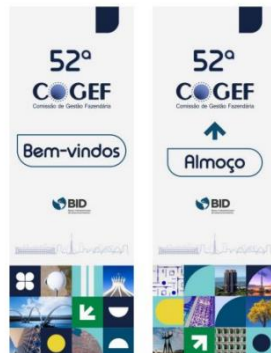 52ª
COGEF
Comissão de Gestão Fazendária
Bem-vindos
BID
52ª
COGEF
Comissão de Gestão Fazendária
Almoço
BID